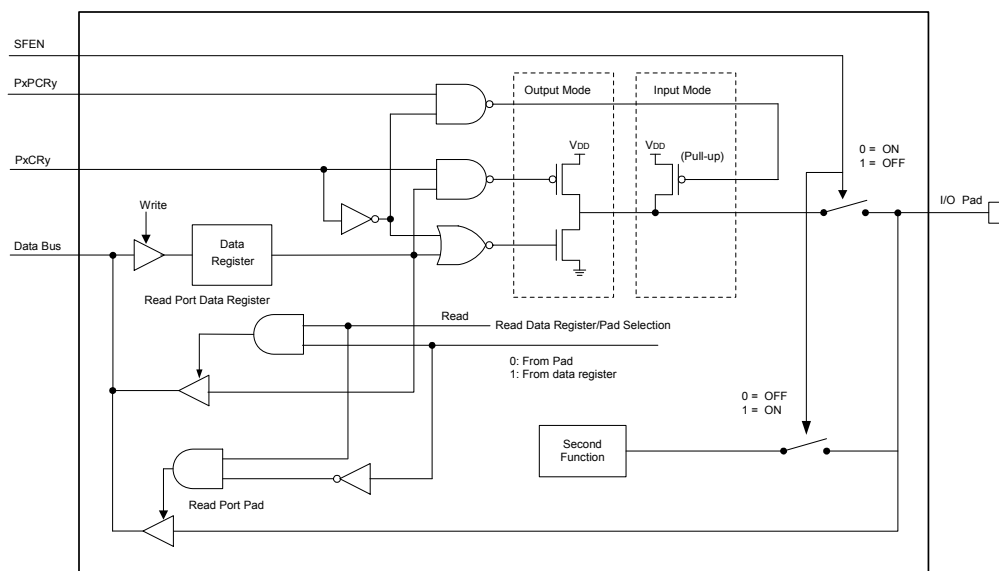 SFEN
PxPCRy
Output Mode
Input Mode
VDD
VDD
(Pull-up)
0 = ON
1 = OFF
PxCRy
I/O Pad
Write
Data Bus
Data
Register
Read Port Data Register
Read
Read Data Register/Pad Selection
0: From Pad
1: From data register
0 = OFF
1 = ON
Second
Function
Read Port Pad